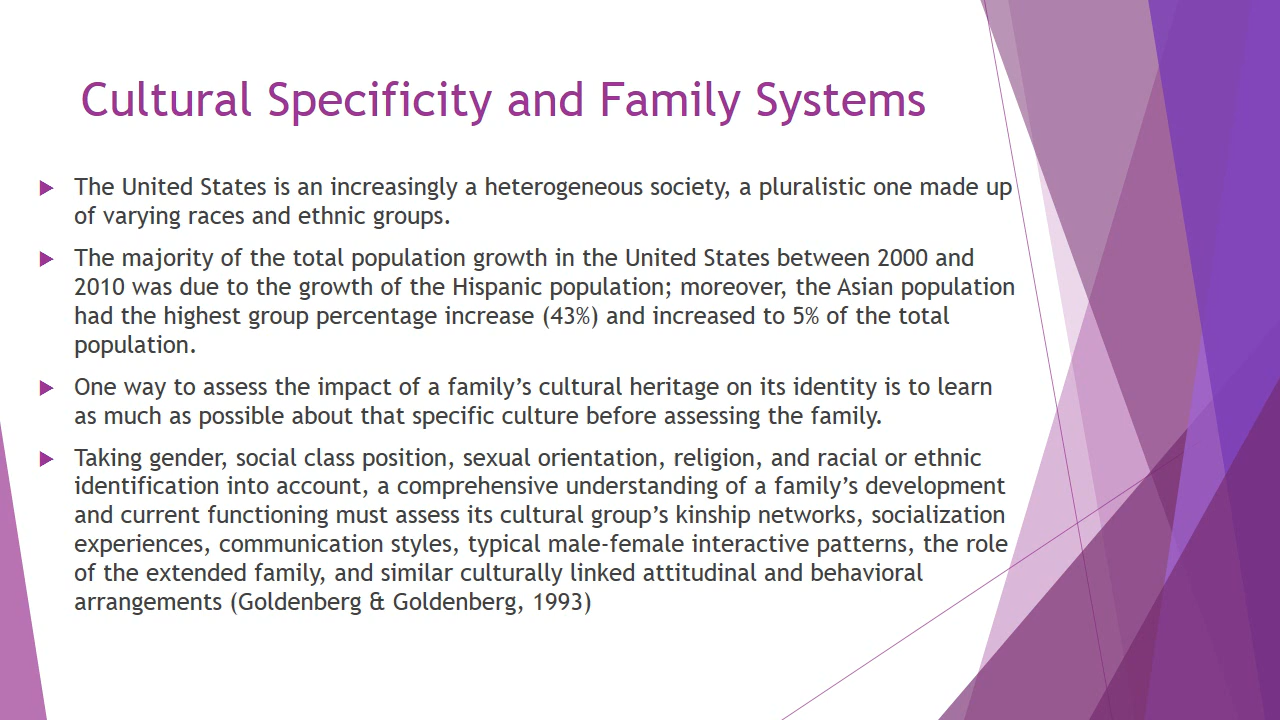 Cultural Specificity and Family Systems
The United States is an increasingly a heterogeneous society, a pluralistic one made up
of varying races and ethnic groups.
The majority of the total population growth in the United States between 2000 and
2010 was due to the growth of the Hispanic population; moreover, the Asian population
had the highest group percentage increase (43%) and increased to 5% of the total
population.
One way to assess the impact of a family’s cultural heritage on its identity is to learn
as much as possible about that specific culture before assessing the family.
Taking gender, social class position, sexual orientation, religion, and racial or ethnic
identification into account, a comprehensive understanding of a family’s development
and current functioning must assess its cultural group’s kinship networks, socialization
experiences, communication styles, typical male-female interactive patterns, the role
of the extended family, and similar culturally linked attitudinal and behavioral
arrangements (Goldenberg & Goldenberg, 1993)